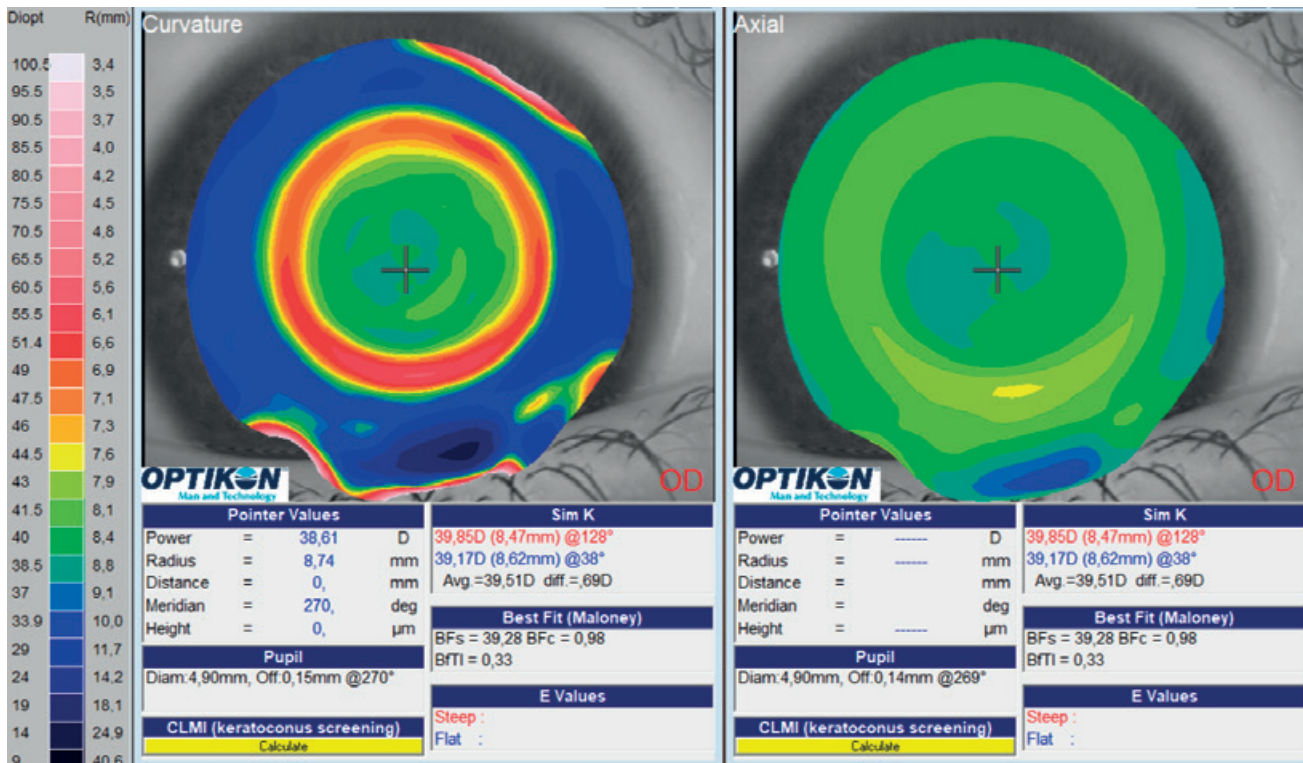 Diopt R(mm)
100.5 3,4
95.5 3,5
90.5 3,7
85.5 4,0
80.5 4,2
75.5 4,5
70.5 4,8
65.5 5,2
60.5 5,6
55.5 6,1
51.4 6,6
49 6,9
47.5 7,1
46 7,3
44.5 7,6
43 7,9
41.5 8,1
40 8,4
38.5 8,8
37 9,1
33.9 10,0
29 11,7
24 14,2
19 18,1
14 24,9
9 40,6
Curvature
OPTIKON
Man and Technology
OD
Pointer Values
Power = 38,61 D
Radius = 8,74 mm
Distance = 0, mm
Meridian = 270, deg
Height = 0, µm
Pupil
Diam:4,90mm, Off:0,15mm @270°
CLMI (keratoconus screening)
Calculate
Sim K
39,85D (8,47mm) @128°
39,17D (8,62mm) @38°
Avg.=39,51D diff.=,69D
Best Fit (Maloney)
BFs = 39,28 BFc = 0,98
BfTI = 0,33
E Values
Steep :
Flat :
Axial
OPTIKON
Man and Technology
OD
Pointer Values
Power = ------ D
Radius = ------ mm
Distance = mm
Meridian = deg
Height = ------ µm
Pupil
Diam:4,90mm, Off:0,14mm @269°
CLMI (keratoconus screening)
Calculate
Sim K
39,85D (8,47mm) @128°
39,17D (8,62mm) @38°
Avg.=39,51D diff.=,69D
Best Fit (Maloney)
BFs = 39,28 BFc = 0,98
BfTI = 0,33
E Values
Steep :
Flat :